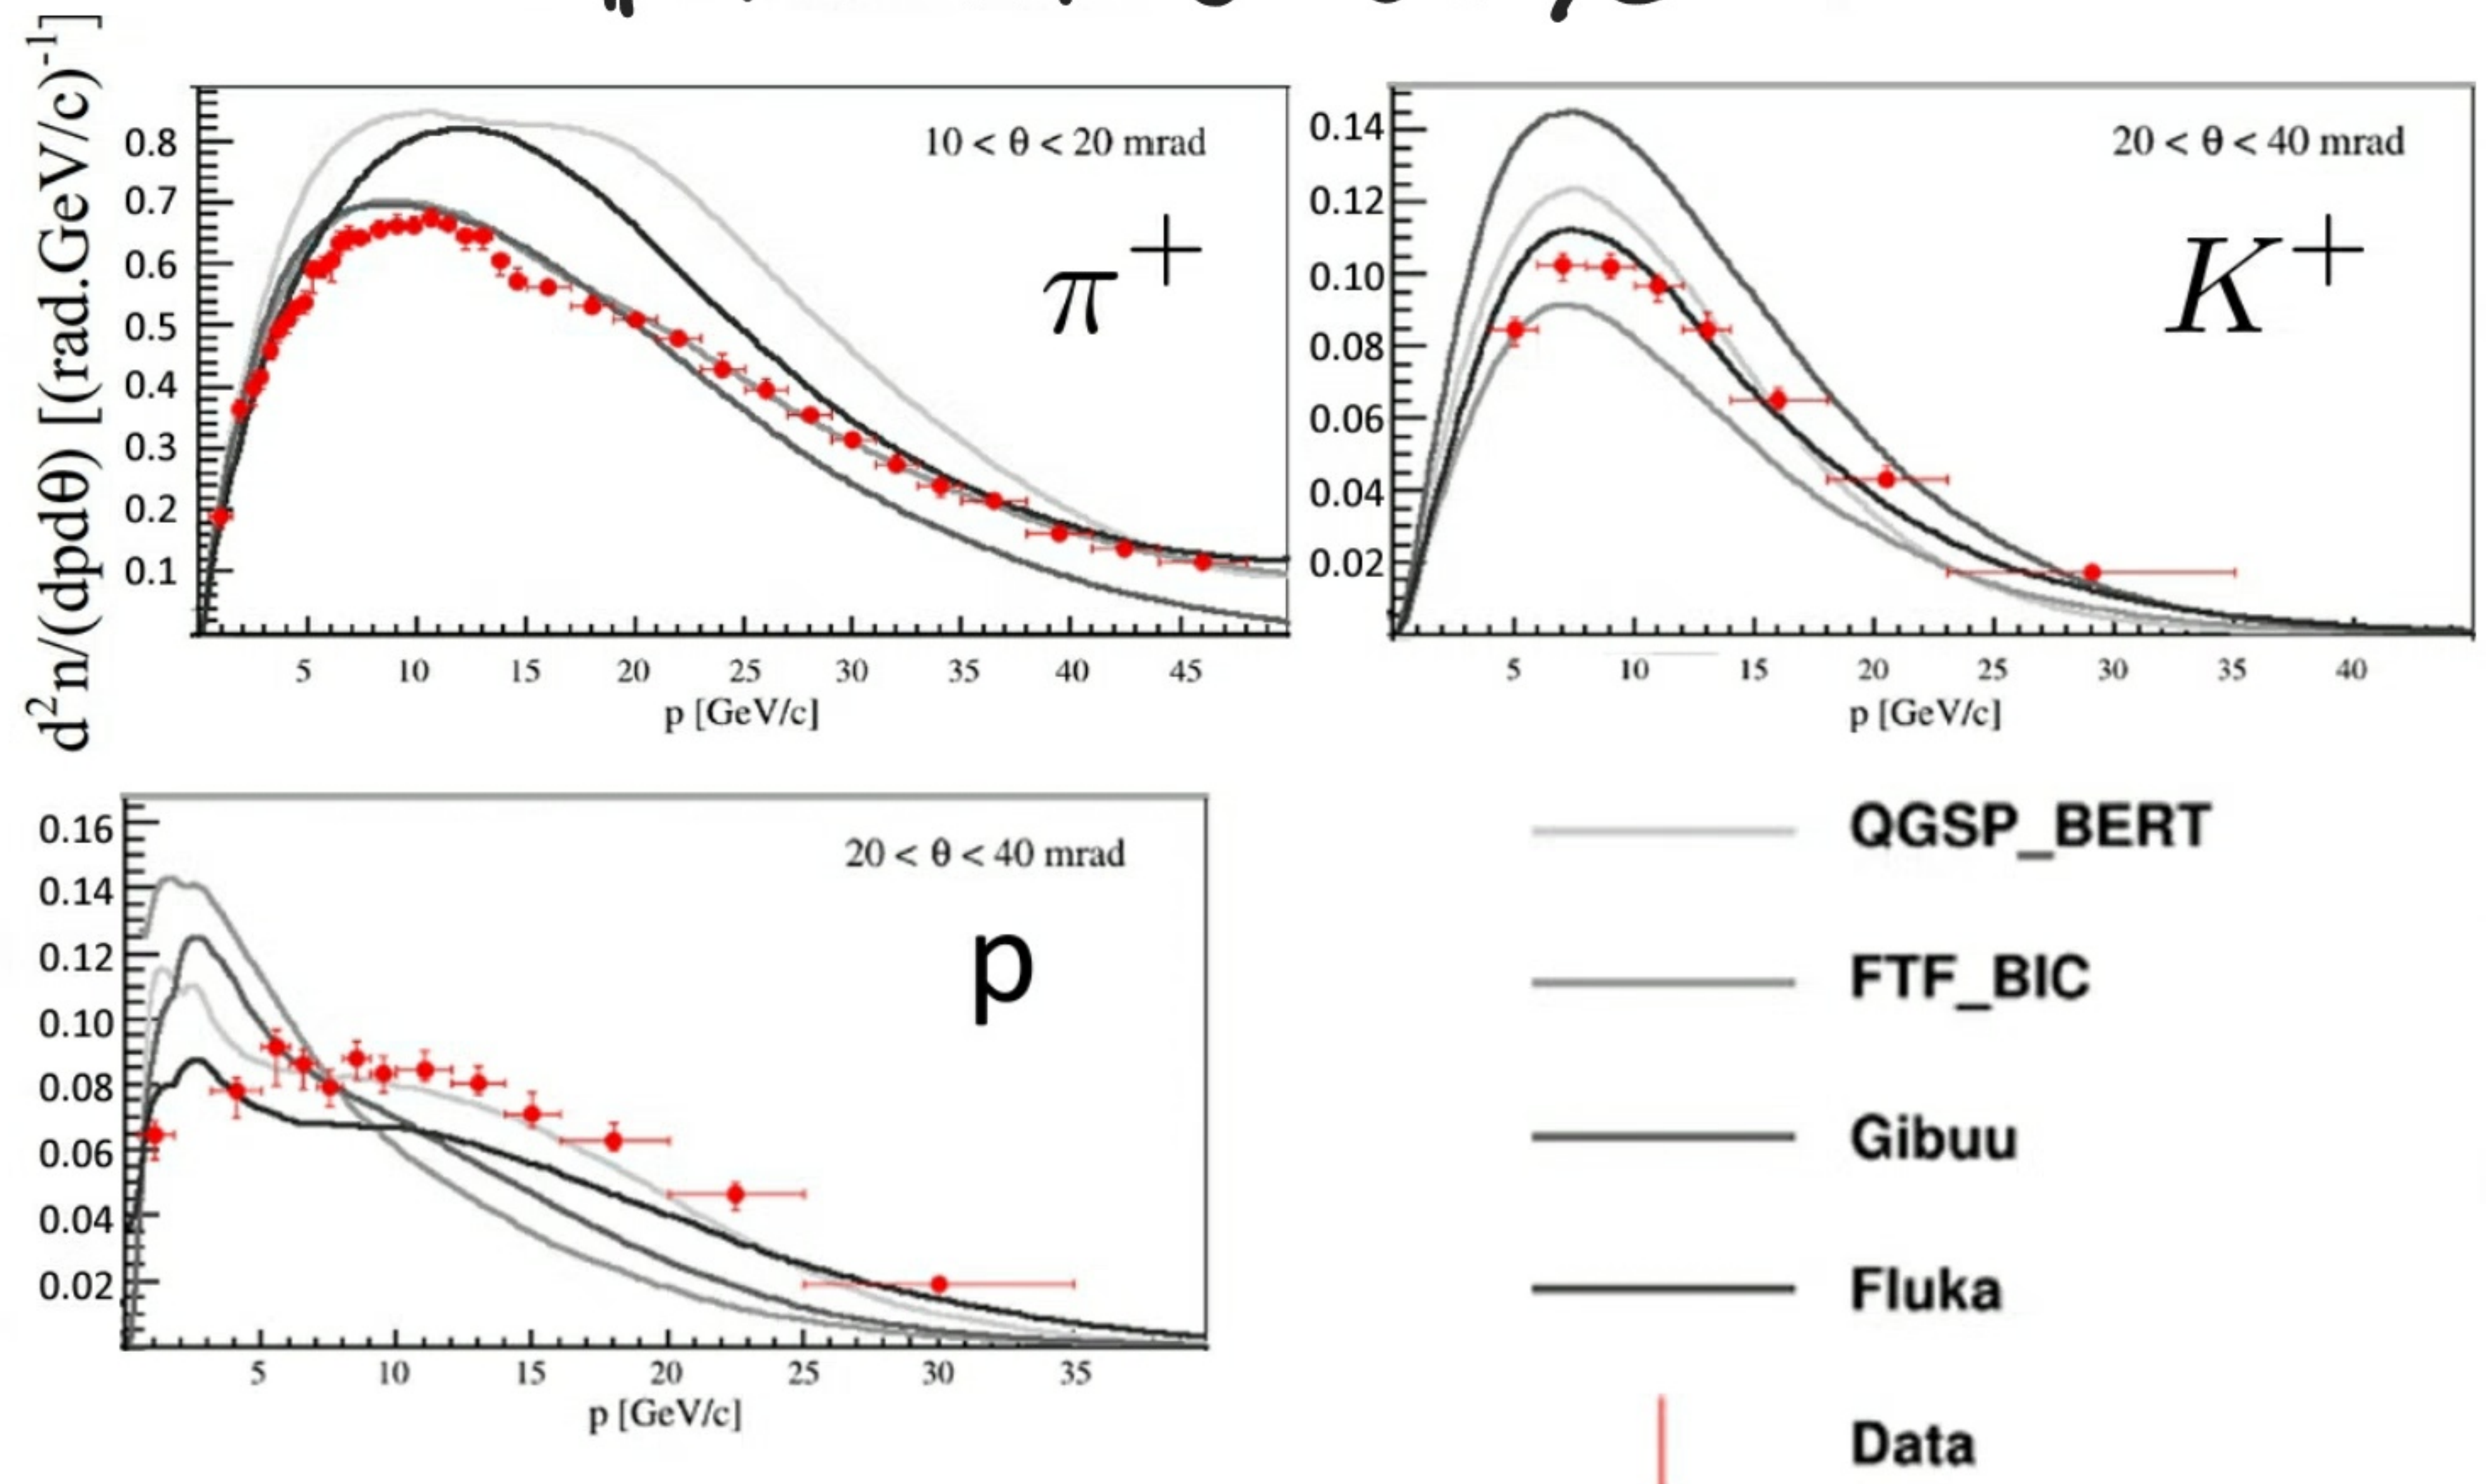 d²n/(dpdθ) [(rad.GeV/c)⁻¹]
10 < θ < 20 mrad
π⁺
0.8
0.7
0.6
0.5
0.4
0.3
0.2
0.1
5 10 15 20 25 30 35 40 45
p [GeV/c]
20 < θ < 40 mrad
K⁺
0.14
0.12
0.10
0.08
0.06
0.04
0.02
5 10 15 20 25 30 35 40
p [GeV/c]
20 < θ < 40 mrad
p
0.16
0.14
0.12
0.10
0.08
0.06
0.04
0.02
5 10 15 20 25 30 35
p [GeV/c]
QGSP_BERT
FTF_BIC
Gibuu
Fluka
Data